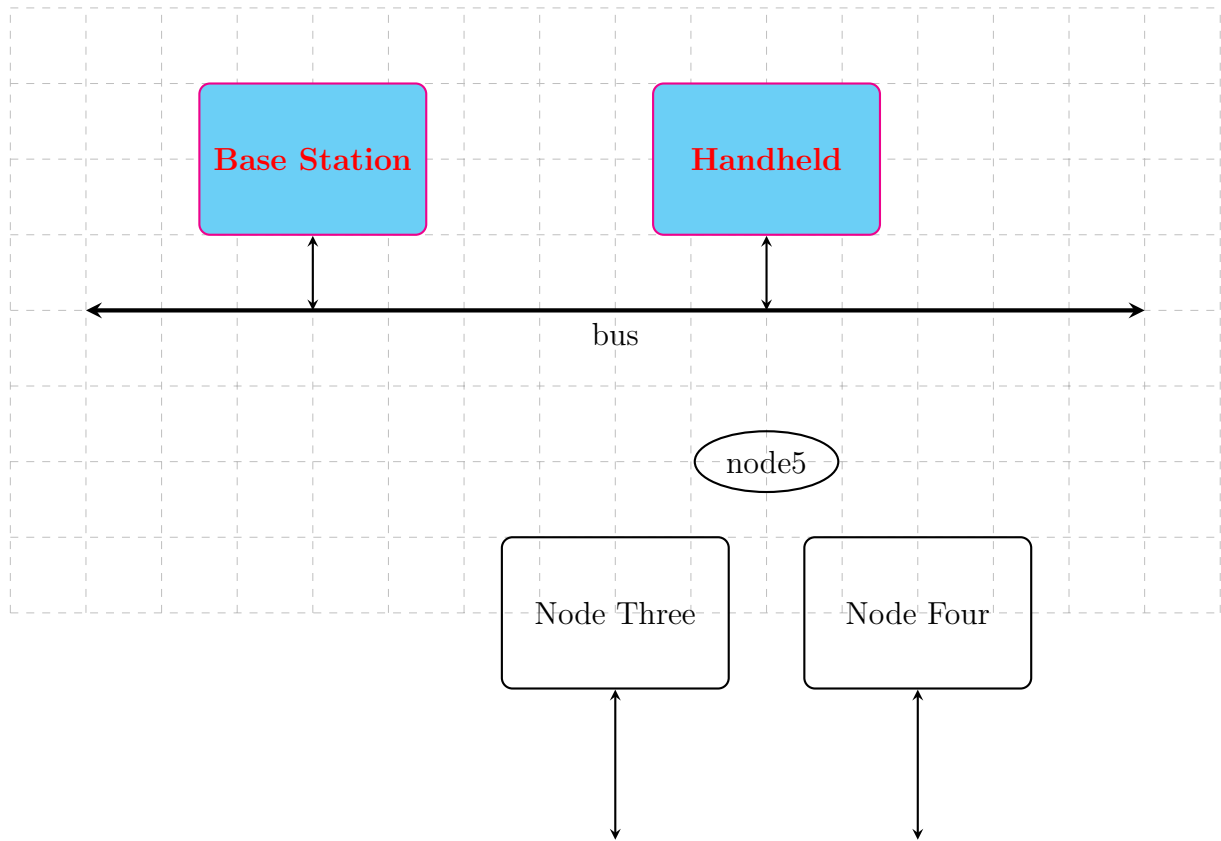 Base Station
Handheld
bus
node5
Node Three
Node Four